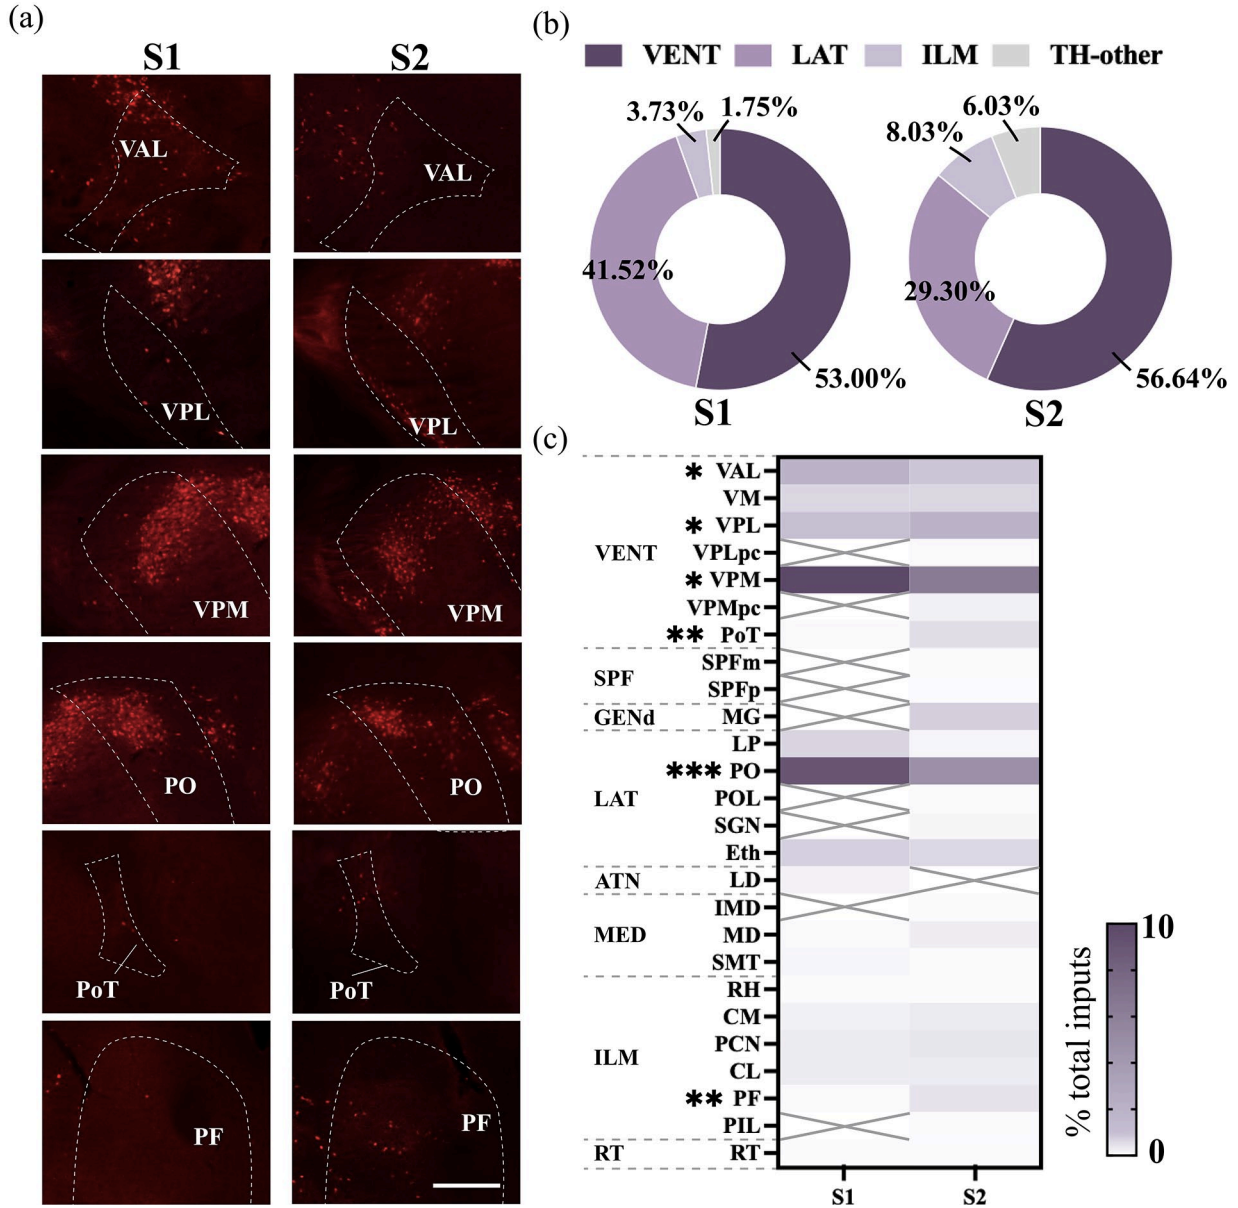 (a)
S1 S2
VAL VAL
VPL VPL
VPM VPM
PO PO
PoT PoT
PF PF
(b)
VENT LAT ILM TH-other
3.73% 1.75%
41.52%
53.00%
S1
8.03% 6.03%
29.30%
56.64%
S2
(c)
VENT
* VAL
VM
* VPL
VPLpc
* VPM
VPMpc
** PoT
SPF
SPFm
SPFp
GENd
MG
LAT
LP
*** PO
POL
SGN
Eth
ATN
LD
MED
IMD
MD
SMT
ILM
RH
CM
PCN
CL
** PF
PIL
RT
RT
S1 S2
% total inputs
10
0